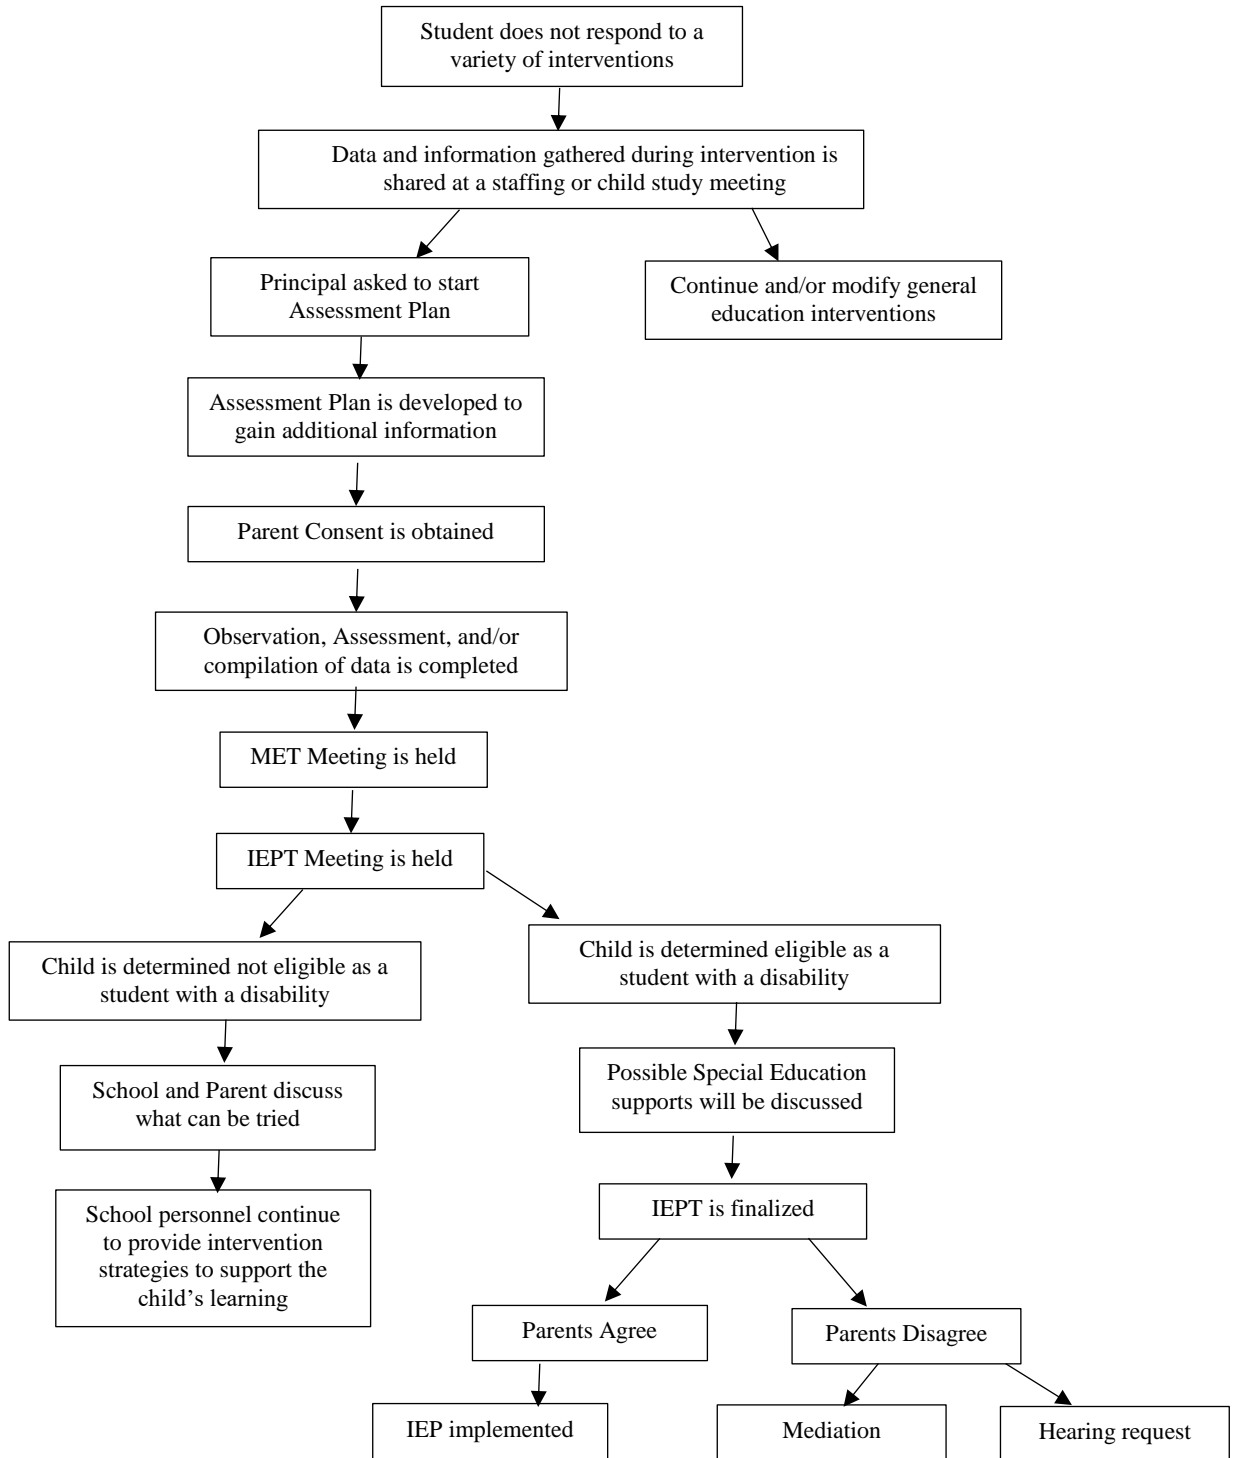 Student does not respond to a
variety of interventions
Data and information gathered during intervention is
shared at a staffing or child study meeting
Principal asked to start
Assessment Plan
Continue and/or modify general
education interventions
Assessment Plan is developed to
gain additional information
Parent Consent is obtained
Observation, Assessment, and/or
compilation of data is completed
MET Meeting is held
IEPT Meeting is held
Child is determined not eligible as a
student with a disability
Child is determined eligible as a
student with a disability
School and Parent discuss
what can be tried
Possible Special Education
supports will be discussed
School personnel continue
to provide intervention
strategies to support the
child’s learning
IEPT is finalized
Parents Agree
Parents Disagree
IEP implemented
Mediation
Hearing request